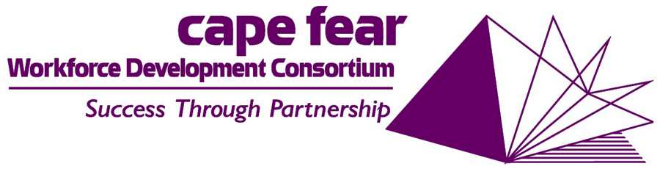 cape fear
Workforce Development Consortium
Success Through Partnership